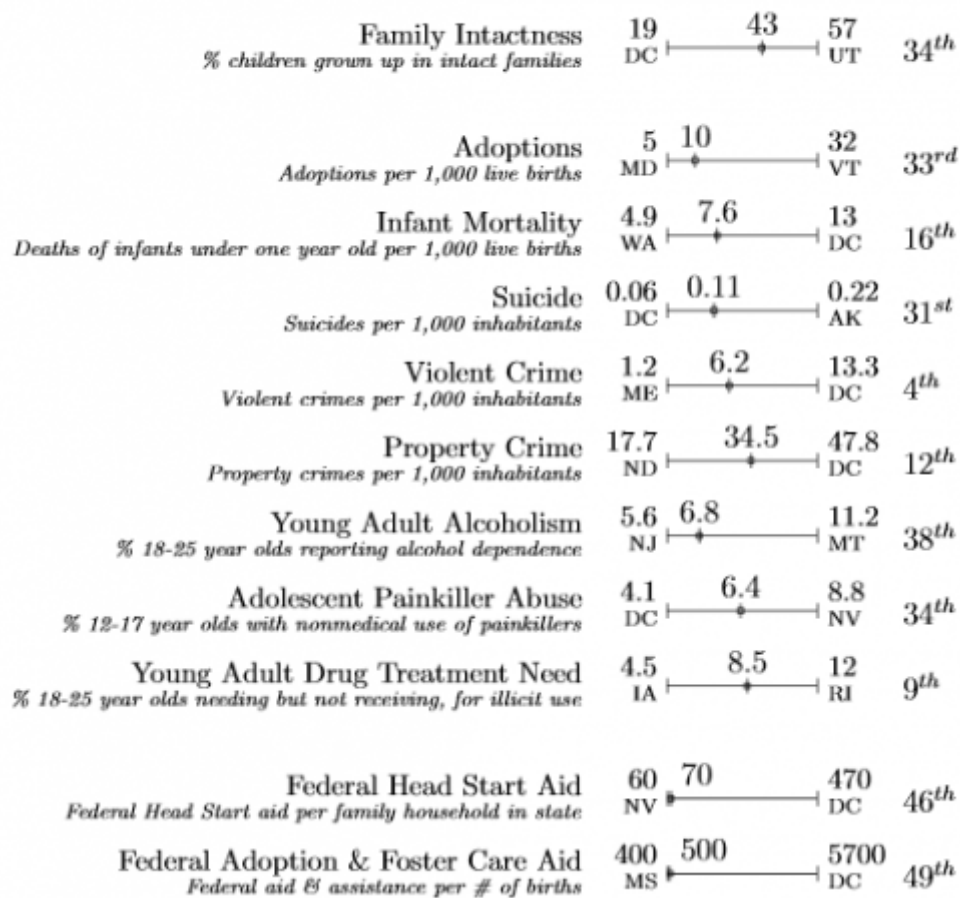 Family Intactness 19 43 57
% children grown up in intact families DC UT 34th
Adoptions 5 10 32
Adoptions per 1,000 live births MD VT 33rd
Infant Mortality 4.9 7.6 13
Deaths of infants under one year old per 1,000 live births WA DC 16th
Suicide 0.06 0.11 0.22
Suicides per 1,000 inhabitants DC AK 31st
Violent Crime 1.2 6.2 13.3
Violent crimes per 1,000 inhabitants ME DC 4th
Property Crime 17.7 34.5 47.8
Property crimes per 1,000 inhabitants ND DC 12th
Young Adult Alcoholism 5.6 6.8 11.2
% 18-25 year olds reporting alcohol dependence NJ MT 38th
Adolescent Painkiller Abuse 4.1 6.4 8.8
% 12-17 year olds with nonmedical use of painkillers DC NV 34th
Young Adult Drug Treatment Need 4.5 8.5 12
% 18-25 year olds needing but not receiving, for illicit use IA RI 9th
Federal Head Start Aid 60 70 470
Federal Head Start aid per family household in state NV DC 46th
Federal Adoption & Foster Care Aid 400 500 5700
Federal aid & assistance per # of births MS DC 49th